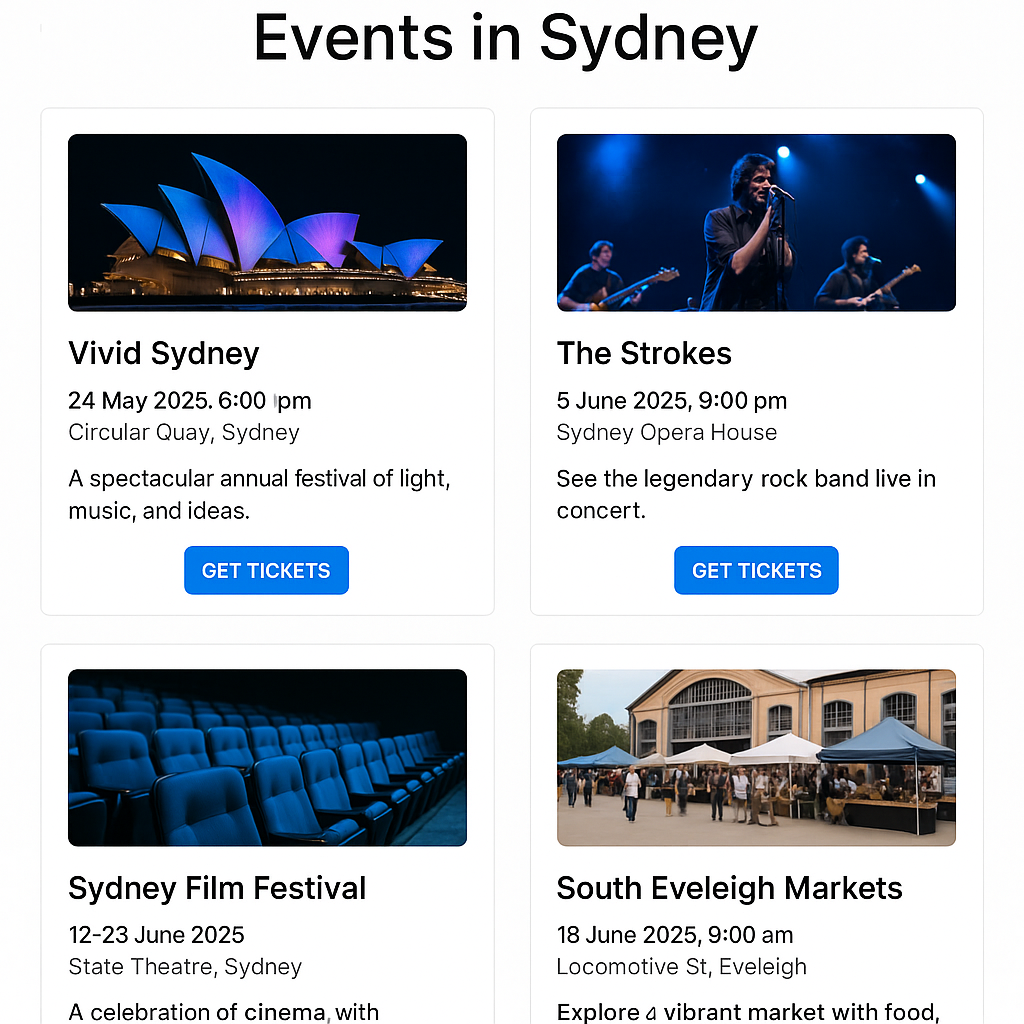 Events in Sydney
Vivid Sydney
24 May 2025. 6:00 pm
Circular Quay, Sydney
A spectacular annual festival of light,
music, and ideas.
GET TICKETS
The Strokes
5 June 2025, 9:00 pm
Sydney Opera House
See the legendary rock band live in
concert.
GET TICKETS
Sydney Film Festival
12-23 June 2025
State Theatre, Sydney
A celebration of cinema, with
South Eveleigh Markets
18 June 2025, 9:00 am
Locomotive St, Eveleigh
Explore a vibrant market with food,